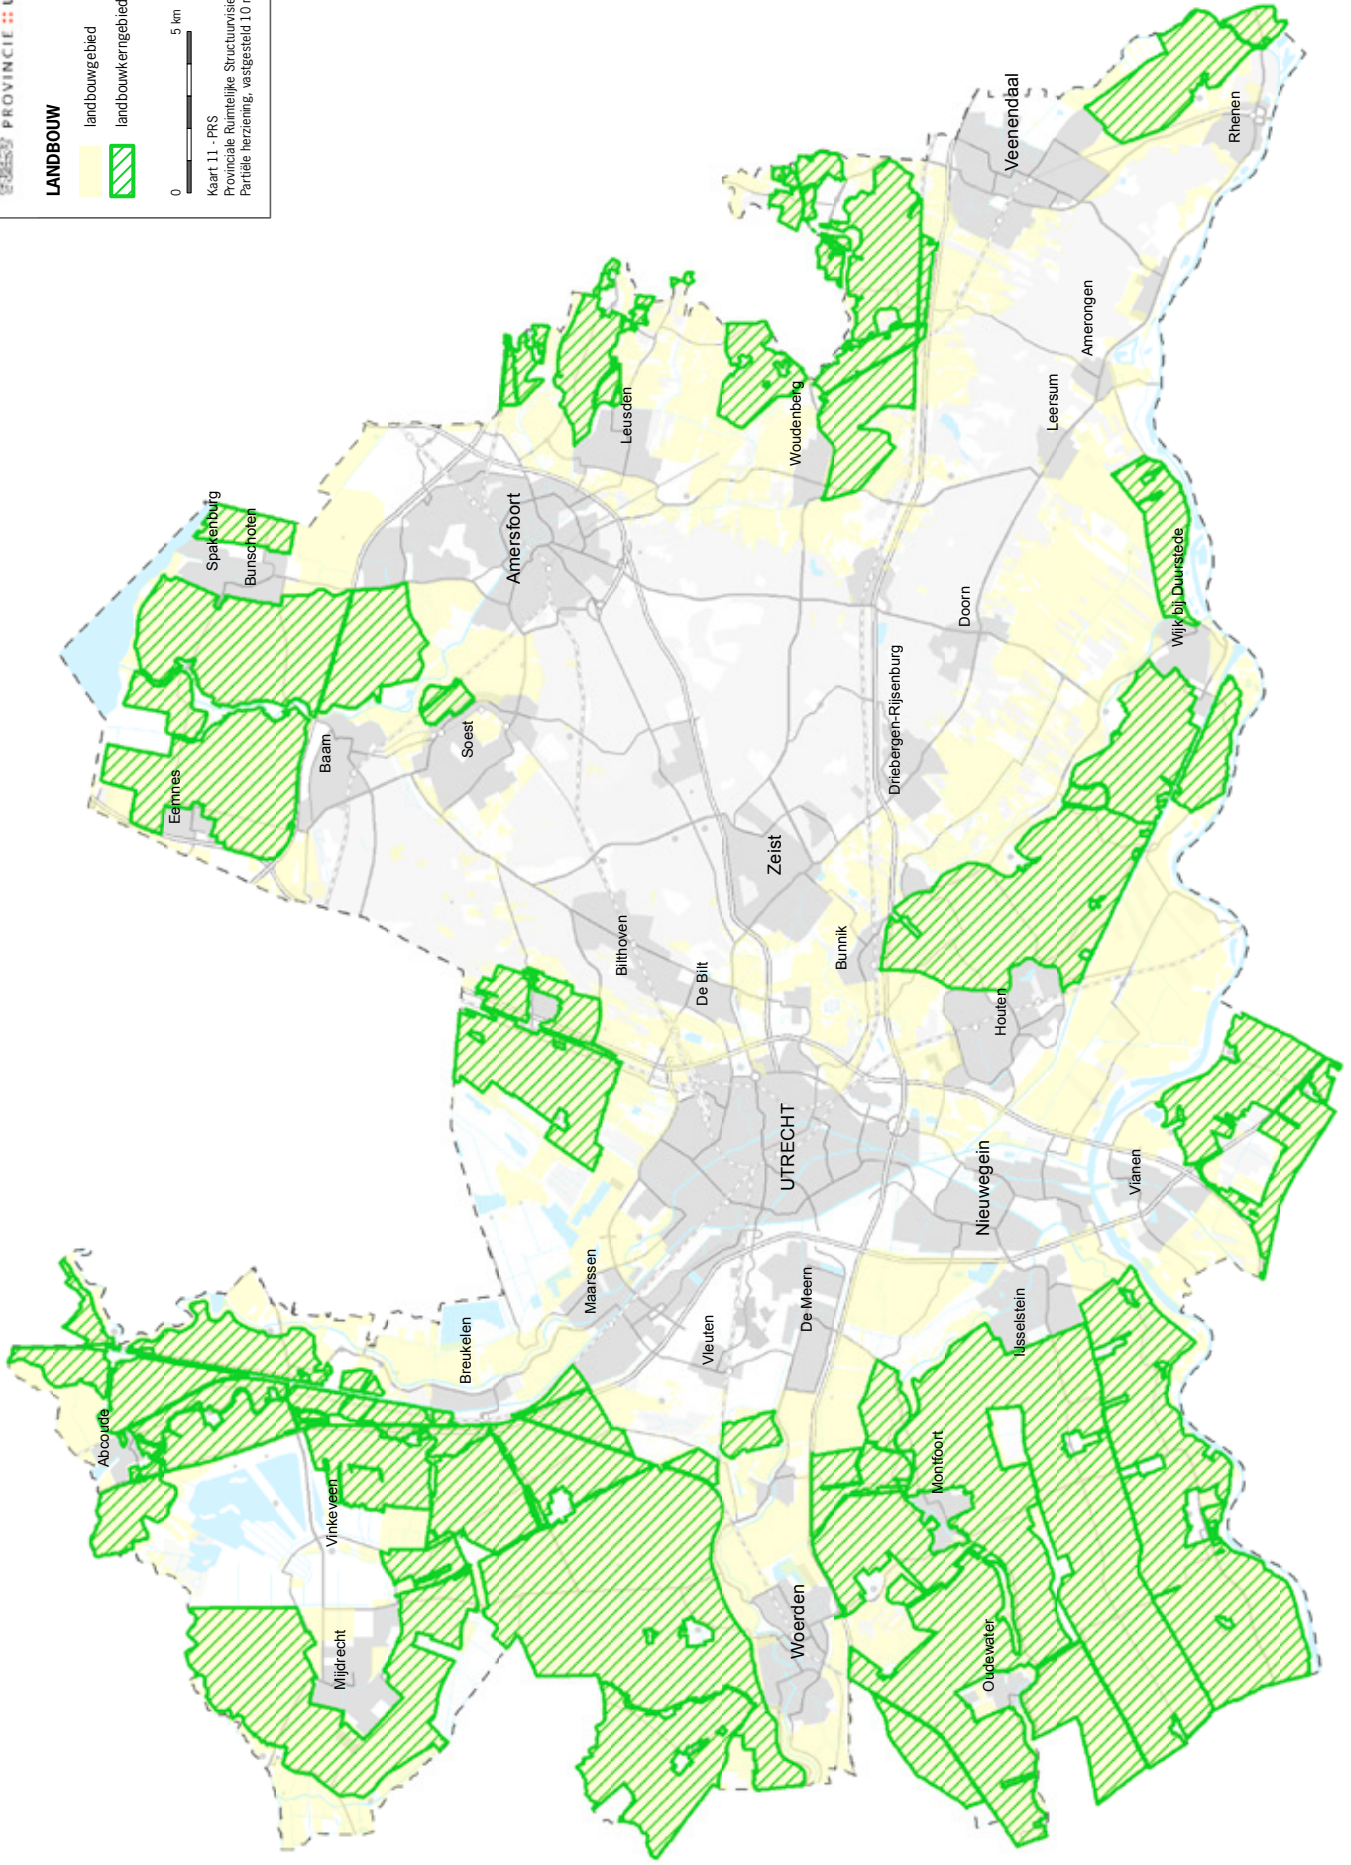 PROVINCIE :: U
LANDBOUW
landbouwgebied
landbouwkerngebied
0 5 km
Kaart 11 - PRS
Provinciale Ruimtelijke Structuurvisie
Partiële herziening, vastgesteld 10
Spakenburg
Bunschoten
Eemnes
Baarn
Soest
Amersfoort
Leusden
Woudenberg
Veenendaal
Rhenen
Amerongen
Leersum
Doorn
Wijk bij Duurstede
Driebergen-Rijsenburg
Zeist
Bilthoven
De Bilt
Bunnik
Houten
UTRECHT
Nieuwegein
Vianen
Maarssen
Breukelen
Vleuten
De Meern
IJsselstein
Abcoude
Vinkeveen
Mijdrecht
Woerden
Montfoort
Oudewater